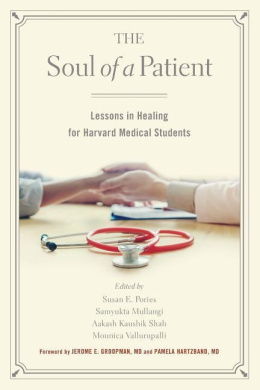 THE
Soul of a Patient
Lessons in Healing
for Harvard Medical Students
Edited by
Susan E. Pories
Samyukta Mullangi
Aakash Kaushik Shah
Mounica Vallurupalli
Foreword by JEROME E. GROOPMAN, MD and PAMELA HARTZBAND, MD